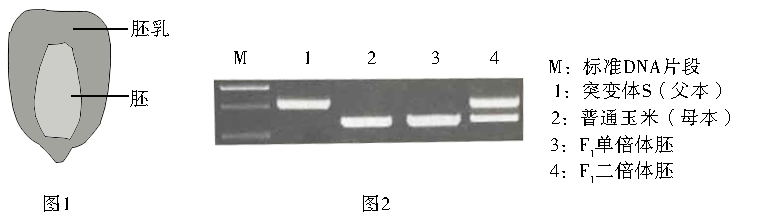 胚乳
胚
图1
M 1 2 3 4
图2
M：标准DNA片段
1：突变体S（父本）
2：普通玉米（母本）
3：F₁单倍体胚
4：F₁二倍体胚